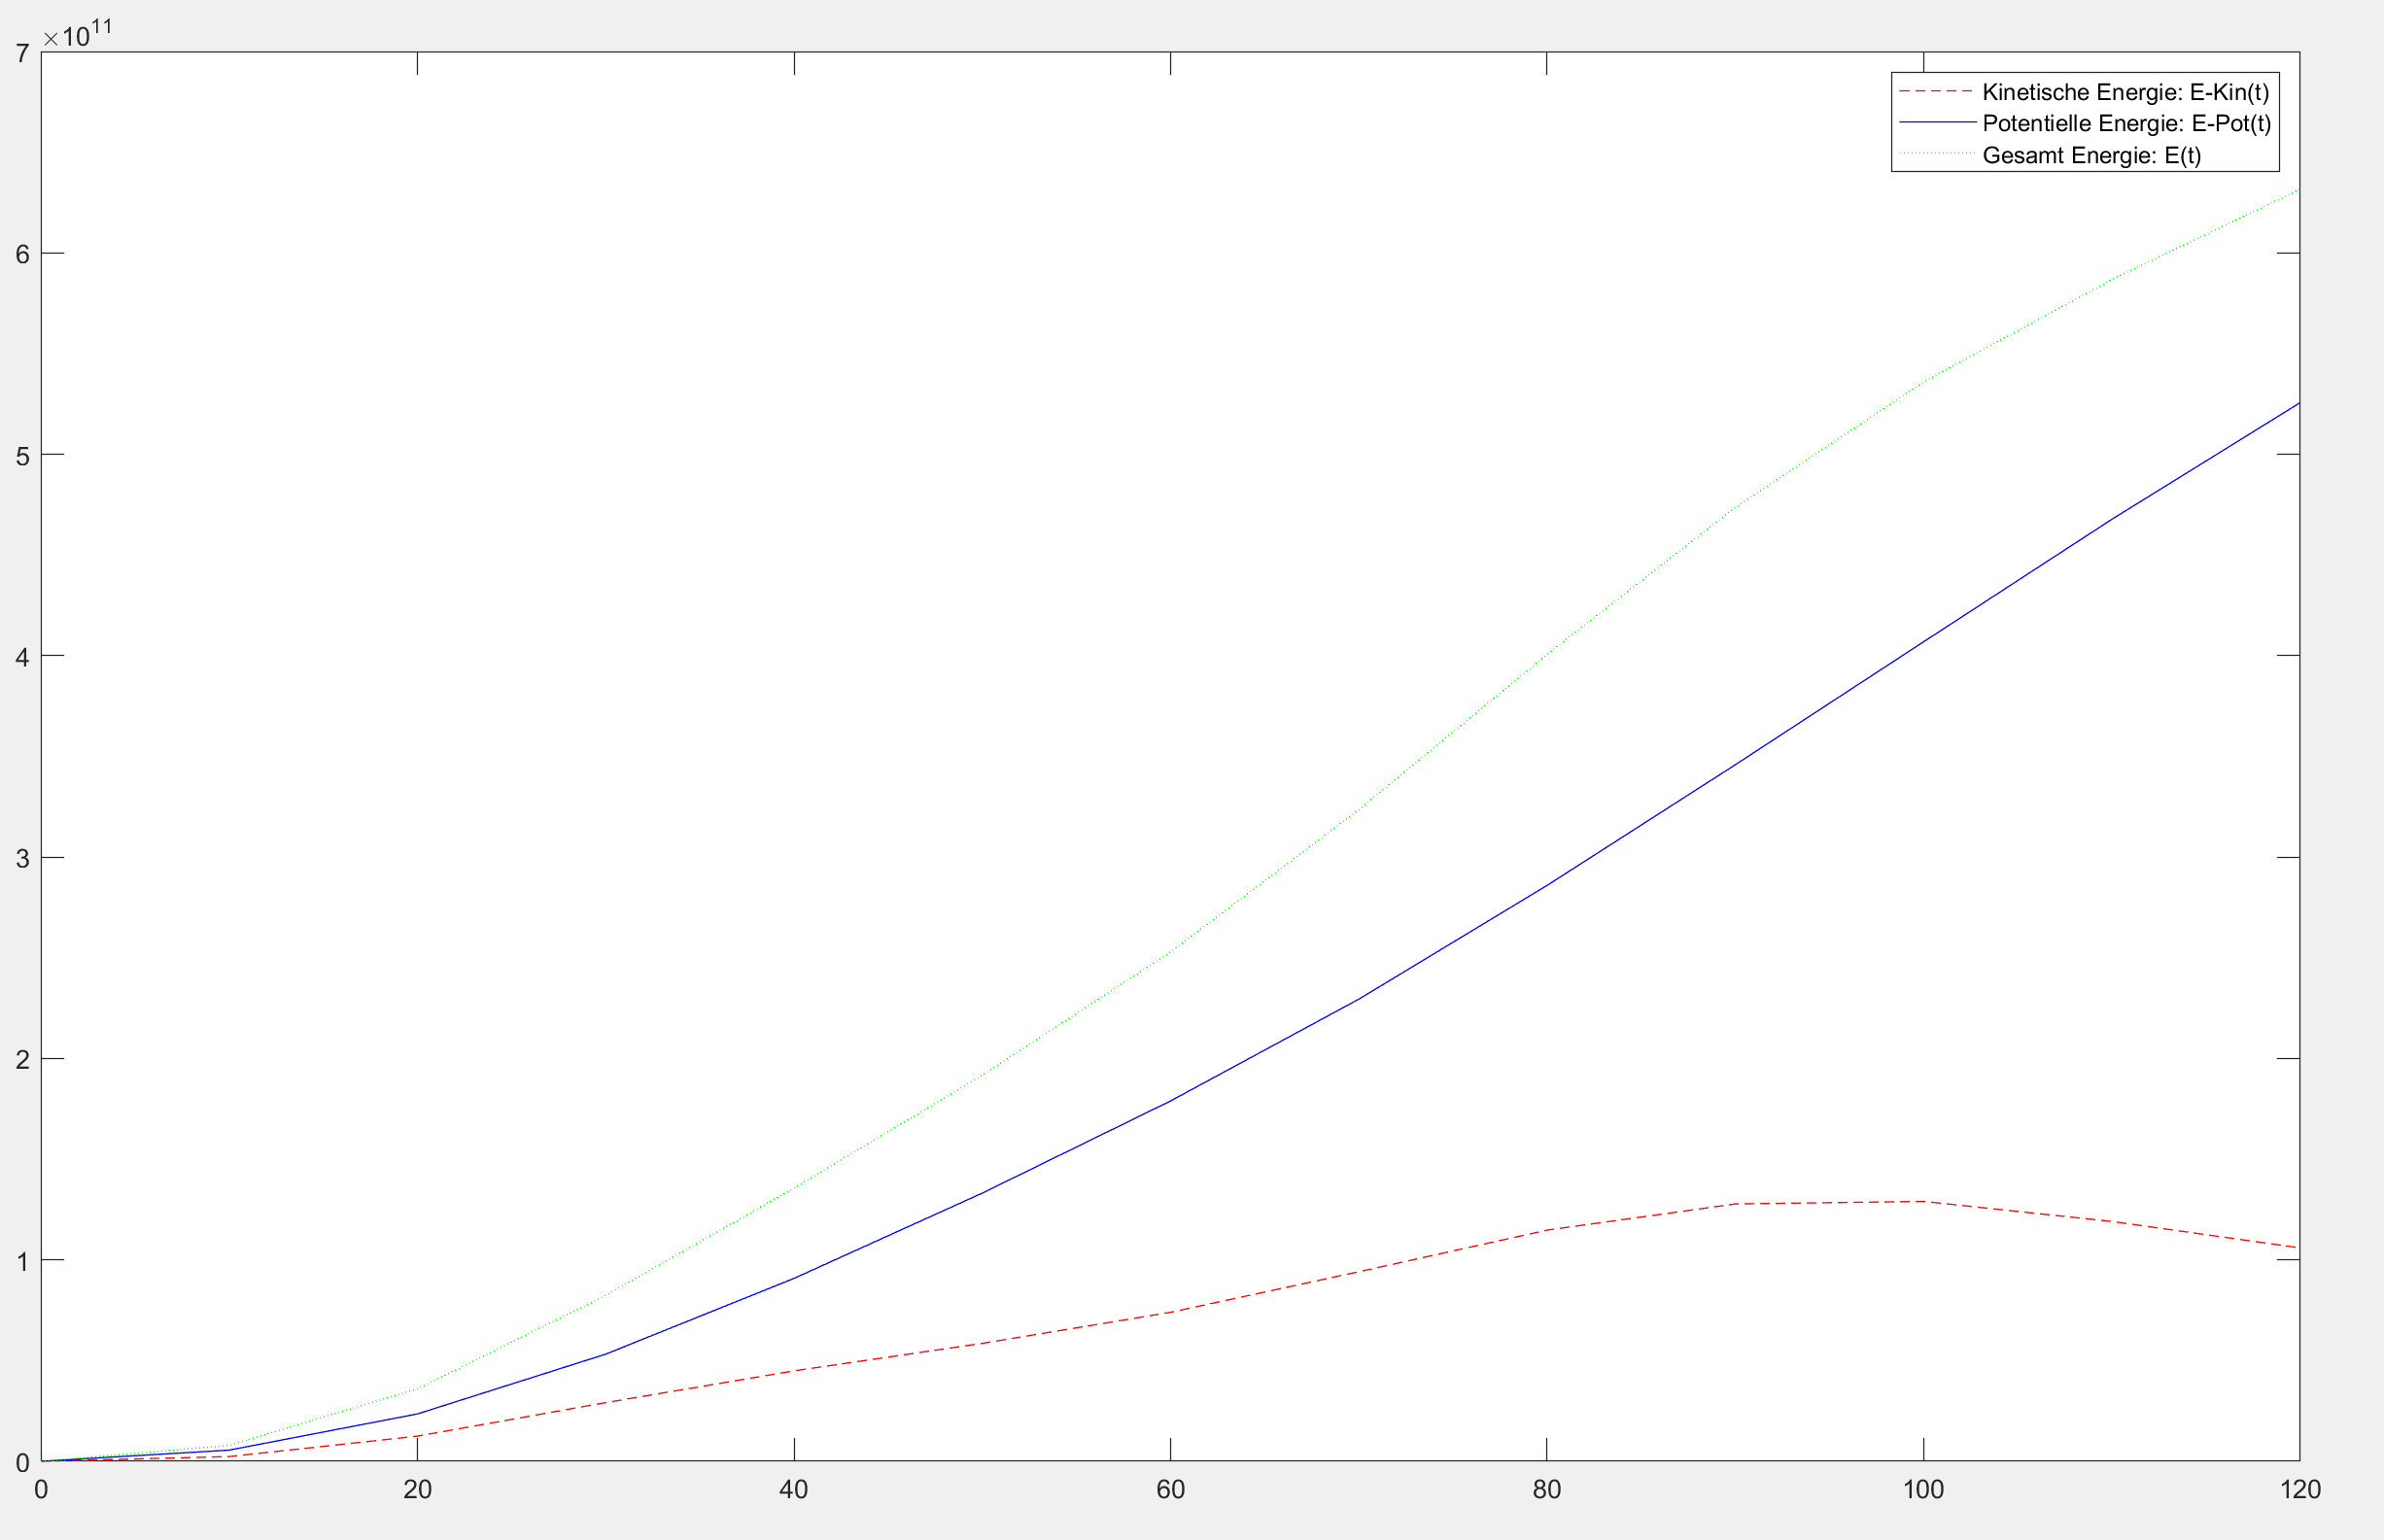 ×10¹¹
7
6
5
4
3
2
1
0
0 20 40 60 80 100 120
Kinetische Energie: E-Kin(t)
Potentielle Energie: E-Pot(t)
Gesamt Energie: E(t)